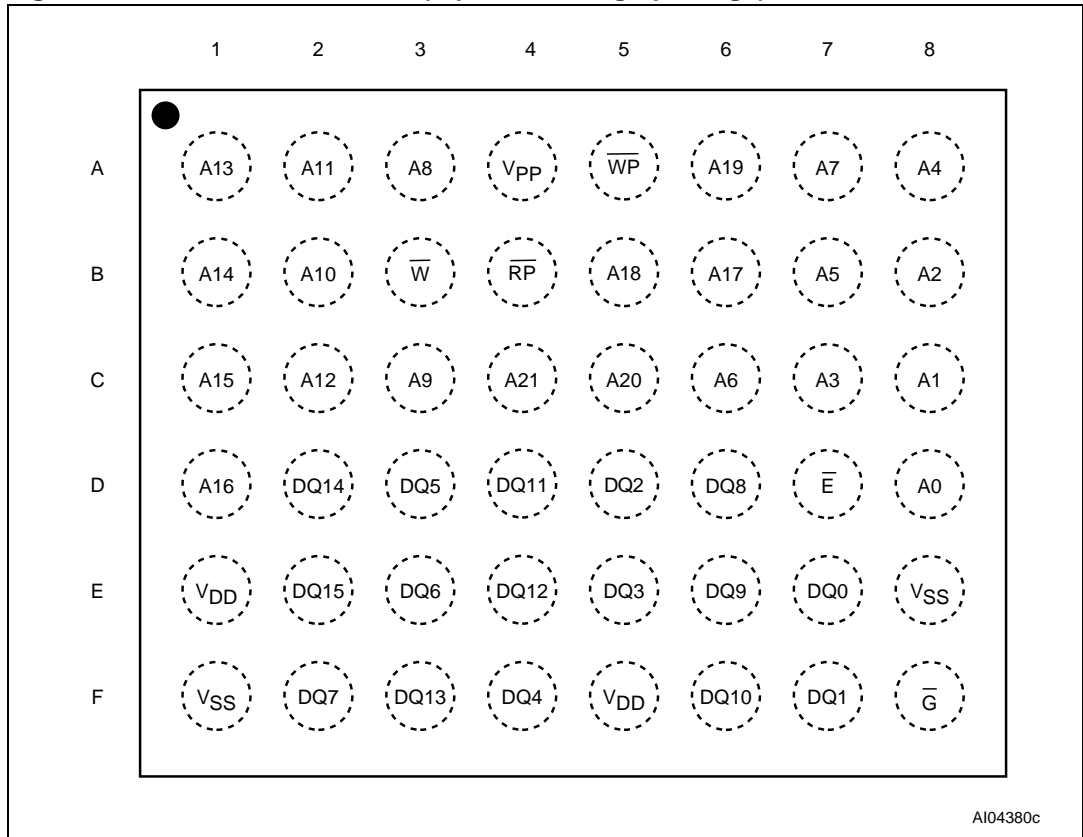 1 2 3 4 5 6 7 8
A A13 A11 A8 VPP W̅P̅ A19 A7 A4
B A14 A10 W̅ R̅P̅ A18 A17 A5 A2
C A15 A12 A9 A21 A20 A6 A3 A1
D A16 DQ14 DQ5 DQ11 DQ2 DQ8 E̅ A0
E VDD DQ15 DQ6 DQ12 DQ3 DQ9 DQ0 VSS
F VSS DQ7 DQ13 DQ4 VDD DQ10 DQ1 G̅
AI04380c